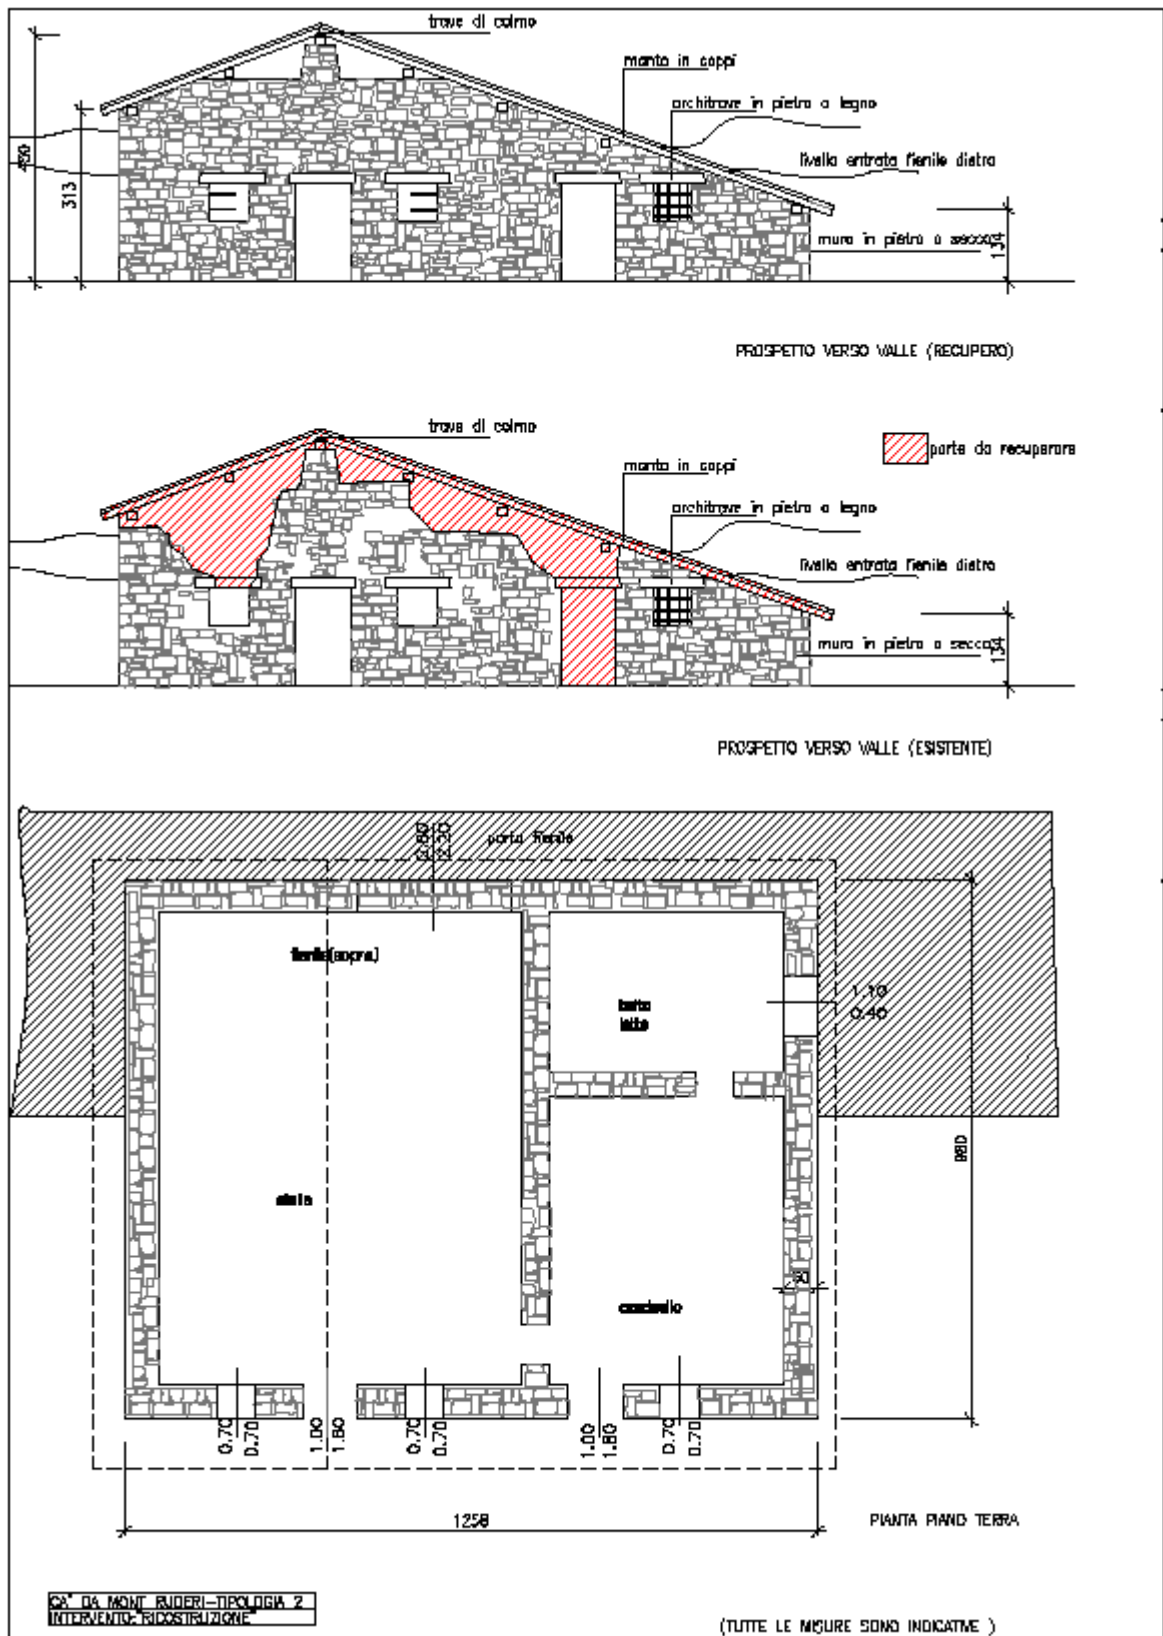 trave di colmo
manto in coppi
architrave in pietra o legno
livello entrata fienile dietro
muro in pietra a secco
313
134
PROSPETTO VERSO VALLE (RECUPERO)
trave di colmo
parte da recuperare
manto in coppi
architrave in pietra o legno
livello entrata fienile dietro
muro in pietra a secco
134
PROSPETTO VERSO VALLE (ESISTENTE)
porta fienile
2.20
fienile(sopra)
1.10
0.40
latte
980
stalla
casello
0.70
0.70
1.00
1.80
0.70
0.70
1.00
1.80
0.70
0.70
1258
PIANTA PIANO TERRA
CA' DA MONT RUDERI-TIPOLOGIA 2
INTERVENTO:"RICOSTRUZIONE"
(TUTTE LE MISURE SONO INDICATIVE )